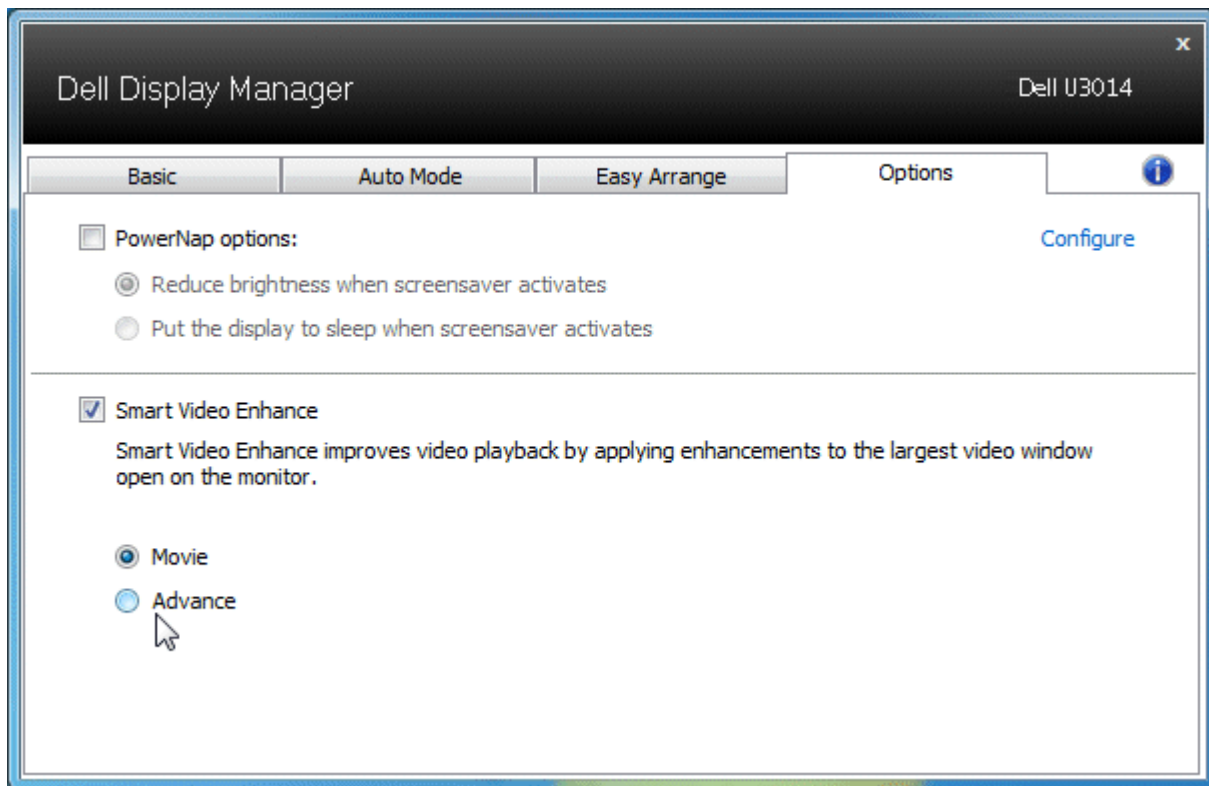 x
Dell Display Manager
Dell U3014
Basic
Auto Mode
Easy Arrange
Options
i
PowerNap options:
Configure
Reduce brightness when screensaver activates
Put the display to sleep when screensaver activates
Smart Video Enhance
Smart Video Enhance improves video playback by applying enhancements to the largest video window
open on the monitor.
Movie
Advance